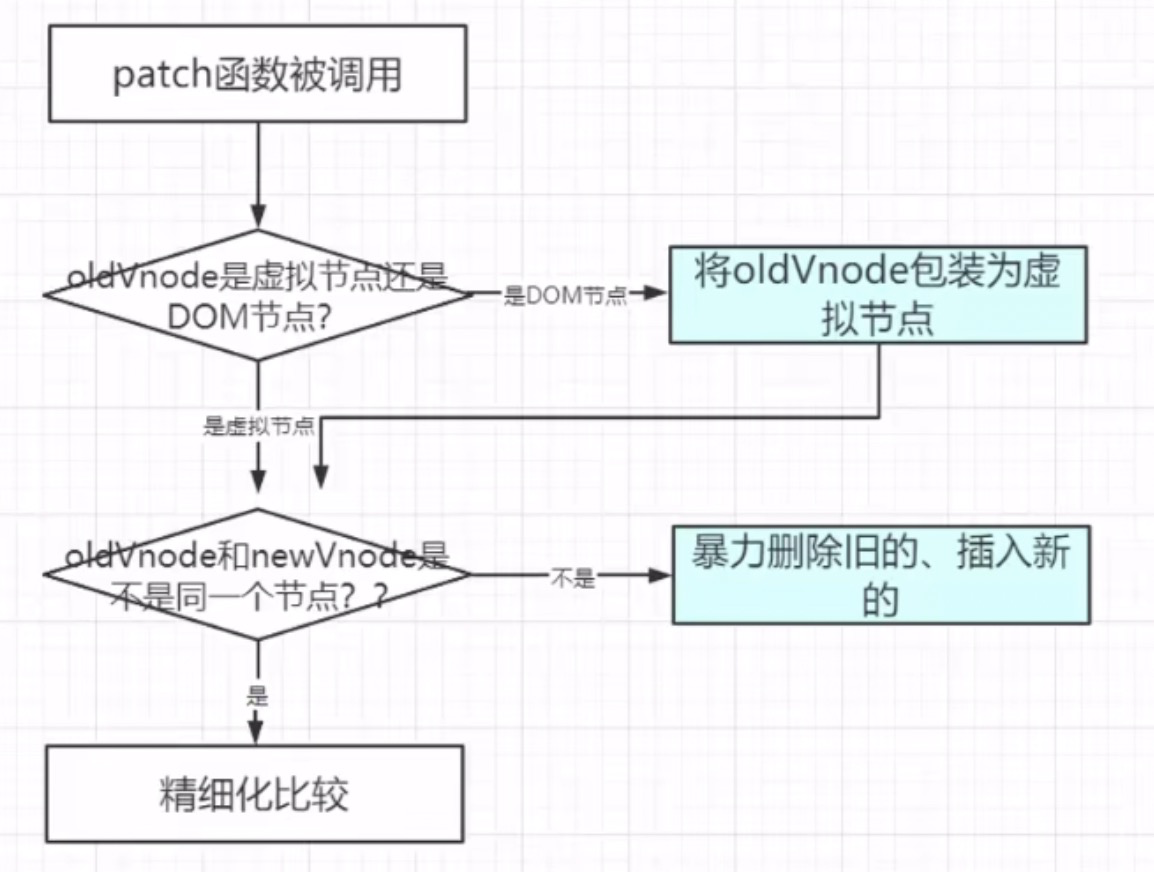 patch函数被调用
oldVnode是虚拟节点还是
DOM节点?
是DOM节点
将oldVnode包装为虚
拟节点
是虚拟节点
oldVnode和newVnode是
不是同一个节点？？
不是
暴力删除旧的、插入新
的
是
精细化比较